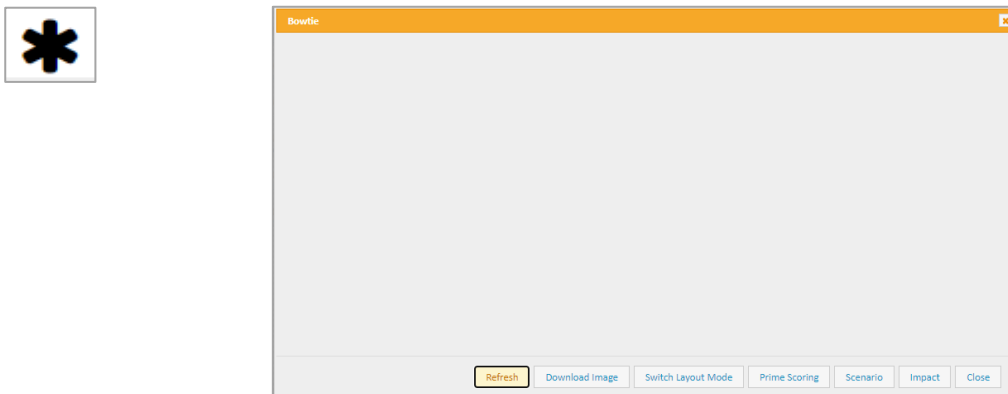 *
Bowtie
Refresh Download Image Switch Layout Mode Prime Scoring Scenario Impact Close